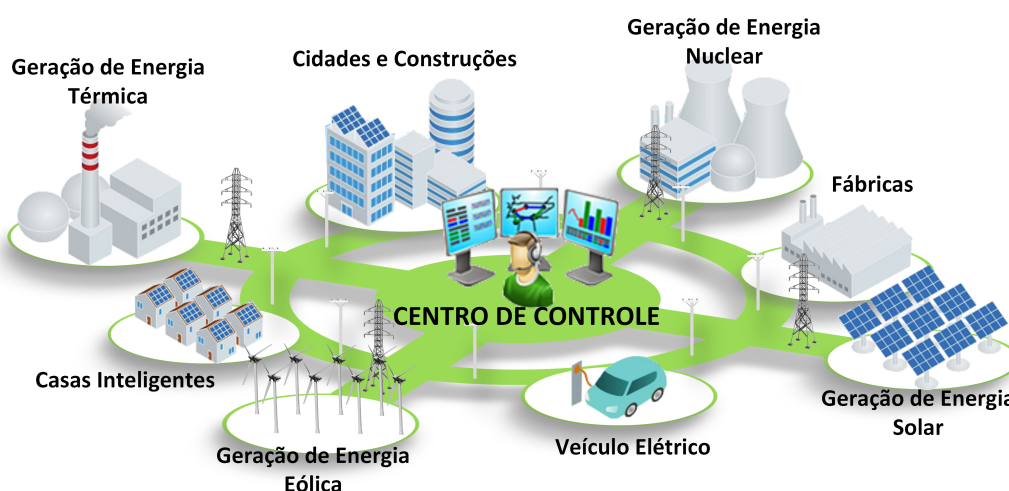 Geração de Energia
Nuclear
Cidades e Construções
Geração de Energia
Térmica
Fábricas
CENTRO DE CONTROLE
Casas Inteligentes
Geração de Energia
Solar
Veículo Elétrico
Geração de Energia
Eólica